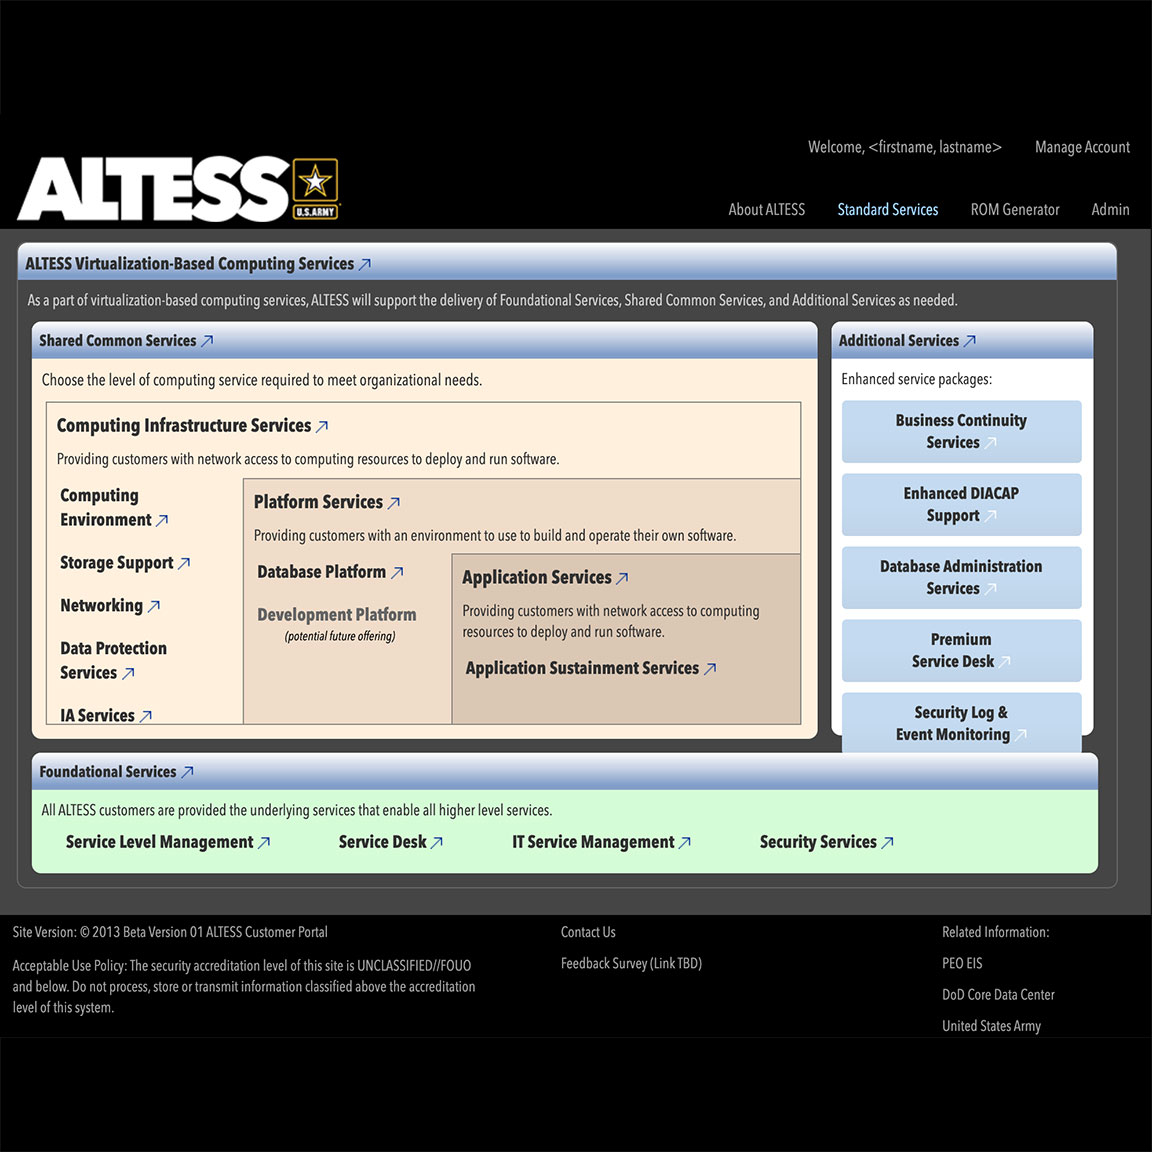 Welcome, <firstname, lastname>
Manage Account
ALTESS
U.S.ARMY
About ALTESS
Standard Services
ROM Generator
Admin
ALTESS Virtualization-Based Computing Services
As a part of virtualization-based computing services, ALTESS will support the delivery of Foundational Services, Shared Common Services, and Additional Services as needed.
Shared Common Services
Choose the level of computing service required to meet organizational needs.
Computing Infrastructure Services
Providing customers with network access to computing resources to deploy and run software.
Computing
Environment
Storage Support
Networking
Data Protection
Services
IA Services
Platform Services
Providing customers with an environment to use to build and operate their own software.
Database Platform
Development Platform
(potential future offering)
Application Services
Providing customers with network access to computing
resources to deploy and run software.
Application Sustainment Services
Additional Services
Enhanced service packages:
Business Continuity
Services
Enhanced DIACAP
Support
Database Administration
Services
Premium
Service Desk
Security Log &
Event Monitoring
Foundational Services
All ALTESS customers are provided the underlying services that enable all higher level services.
Service Level Management
Service Desk
IT Service Management
Security Services
Site Version: © 2013 Beta Version 01 ALTESS Customer Portal
Acceptable Use Policy: The security accreditation level of this site is UNCLASSIFIED//FOUO
and below. Do not process, store or transmit information classified above the accreditation
level of this system.
Contact Us
Feedback Survey (Link TBD)
Related Information:
PEO EIS
DoD Core Data Center
United States Army